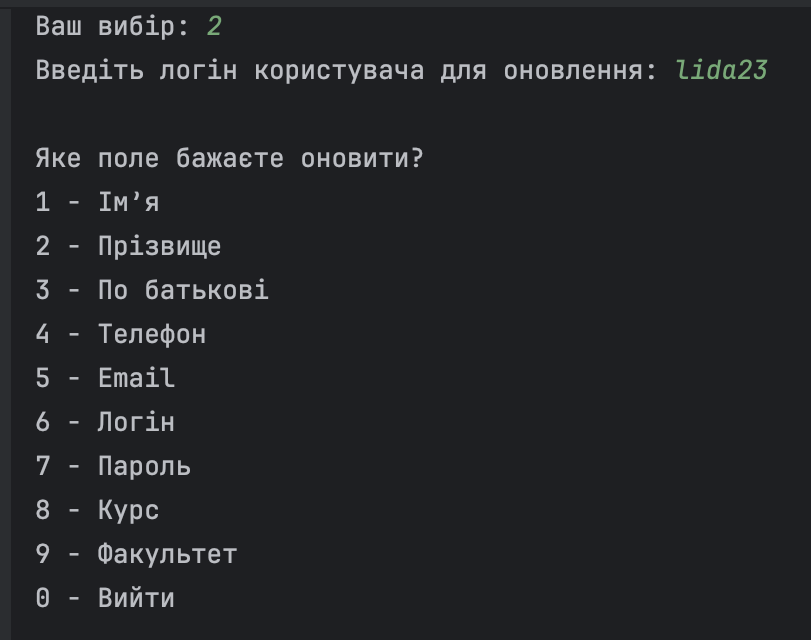 Ваш вибір: 2
Введіть логін користувача для оновлення: lida23
Яке поле бажаєте оновити?
1 - Ім’я
2 - Прізвище
3 - По батькові
4 - Телефон
5 - Email
6 - Логін
7 - Пароль
8 - Курс
9 - Факультет
0 - Вийти